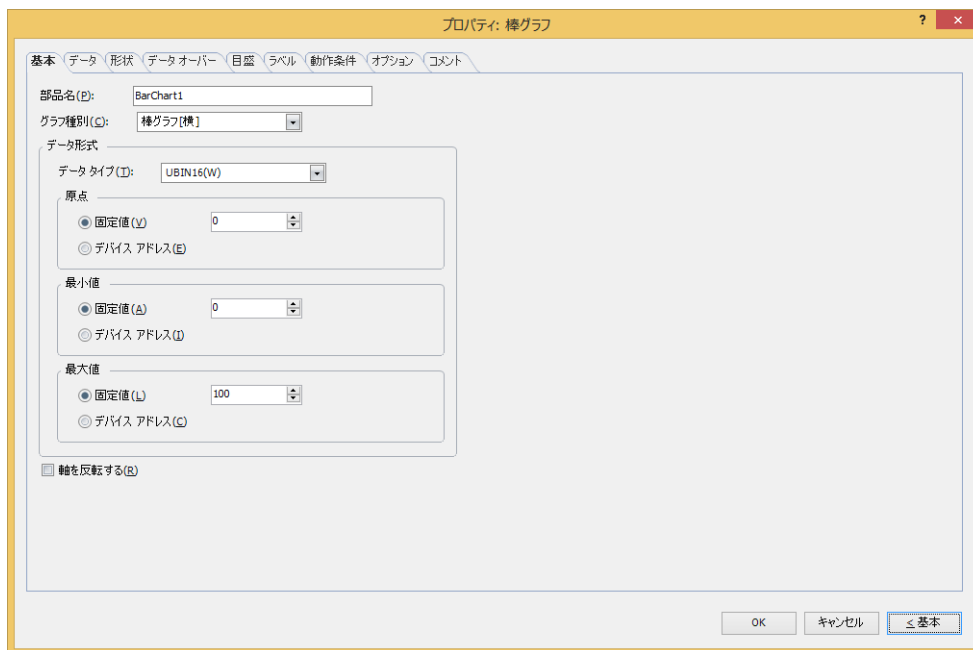 プロパティ: 棒グラフ
?
×
基本 データ 形状 データ オーバー 目盛 ラベル 動作条件 オプション コメント
部品名(P): BarChart1
グラフ種別(C): 棒グラフ[横]
データ形式
データ タイプ(T): UBIN16(W)
原点
固定値(V) 0
デバイス アドレス(E)
最小値
固定値(A) 0
デバイス アドレス(I)
最大値
固定値(L) 100
デバイス アドレス(C)
軸を反転する(R)
OK キャンセル < 基本